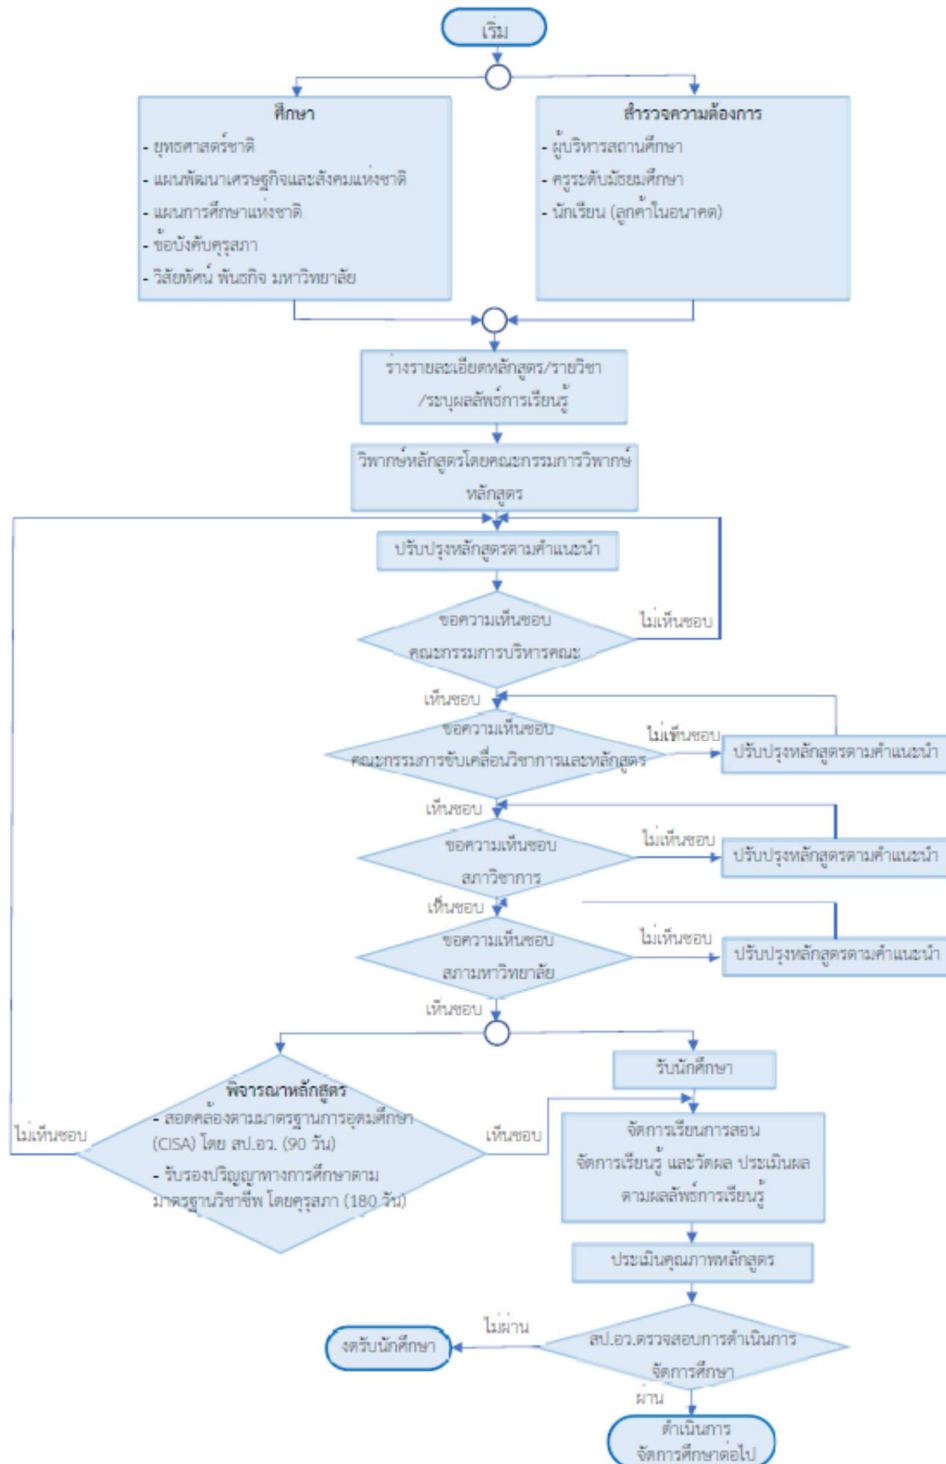 เริ่ม
ศึกษา
- ยุทธศาสตร์ชาติ
- แผนพัฒนาเศรษฐกิจและสังคมแห่งชาติ
- แผนการศึกษาแห่งชาติ
- ข้อบังคับคุรุสภา
- วิสัยทัศน์ พันธกิจ มหาวิทยาลัย
สำรวจความต้องการ
- ผู้บริหารสถานศึกษา
- ครูระดับมัธยมศึกษา
- นักเรียน (ลูกค้าในอนาคต)
ร่างรายละเอียดหลักสูตร/รายวิชา
/ระบุผลลัพธ์การเรียนรู้
วิพากษ์หลักสูตรโดยคณะกรรมการวิพากษ์
หลักสูตร
ปรับปรุงหลักสูตรตามคำแนะนำ
ขอความเห็นชอบ
คณะกรรมการบริหารคณะ
ไม่เห็นชอบ
เห็นชอบ
ขอความเห็นชอบ
คณะกรรมการขับเคลื่อนวิชาการและหลักสูตร
ไม่เห็นชอบ
ปรับปรุงหลักสูตรตามคำแนะนำ
เห็นชอบ
ขอความเห็นชอบ
สภาวิชาการ
ไม่เห็นชอบ
ปรับปรุงหลักสูตรตามคำแนะนำ
เห็นชอบ
ขอความเห็นชอบ
สภามหาวิทยาลัย
ไม่เห็นชอบ
ปรับปรุงหลักสูตรตามคำแนะนำ
เห็นชอบ
พิจารณาหลักสูตร
- สอดคล้องตามมาตรฐานการอุดมศึกษา
(CISA) โดย สป.อว. (90 วัน)
- รับรองปริญญาทางการศึกษาตาม
มาตรฐานวิชาชีพ โดยคุรุสภา (180 วัน)
ไม่เห็นชอบ
เห็นชอบ
รับนักศึกษา
จัดการเรียนการสอน
จัดการเรียนรู้ และวัดผล ประเมินผล
ตามผลลัพธ์การเรียนรู้
ประเมินคุณภาพหลักสูตร
สป.อว.ตรวจสอบการดำเนินการ
จัดการศึกษา
ไม่ผ่าน
งดรับนักศึกษา
ผ่าน
ดำเนินการ
จัดการศึกษาต่อไป